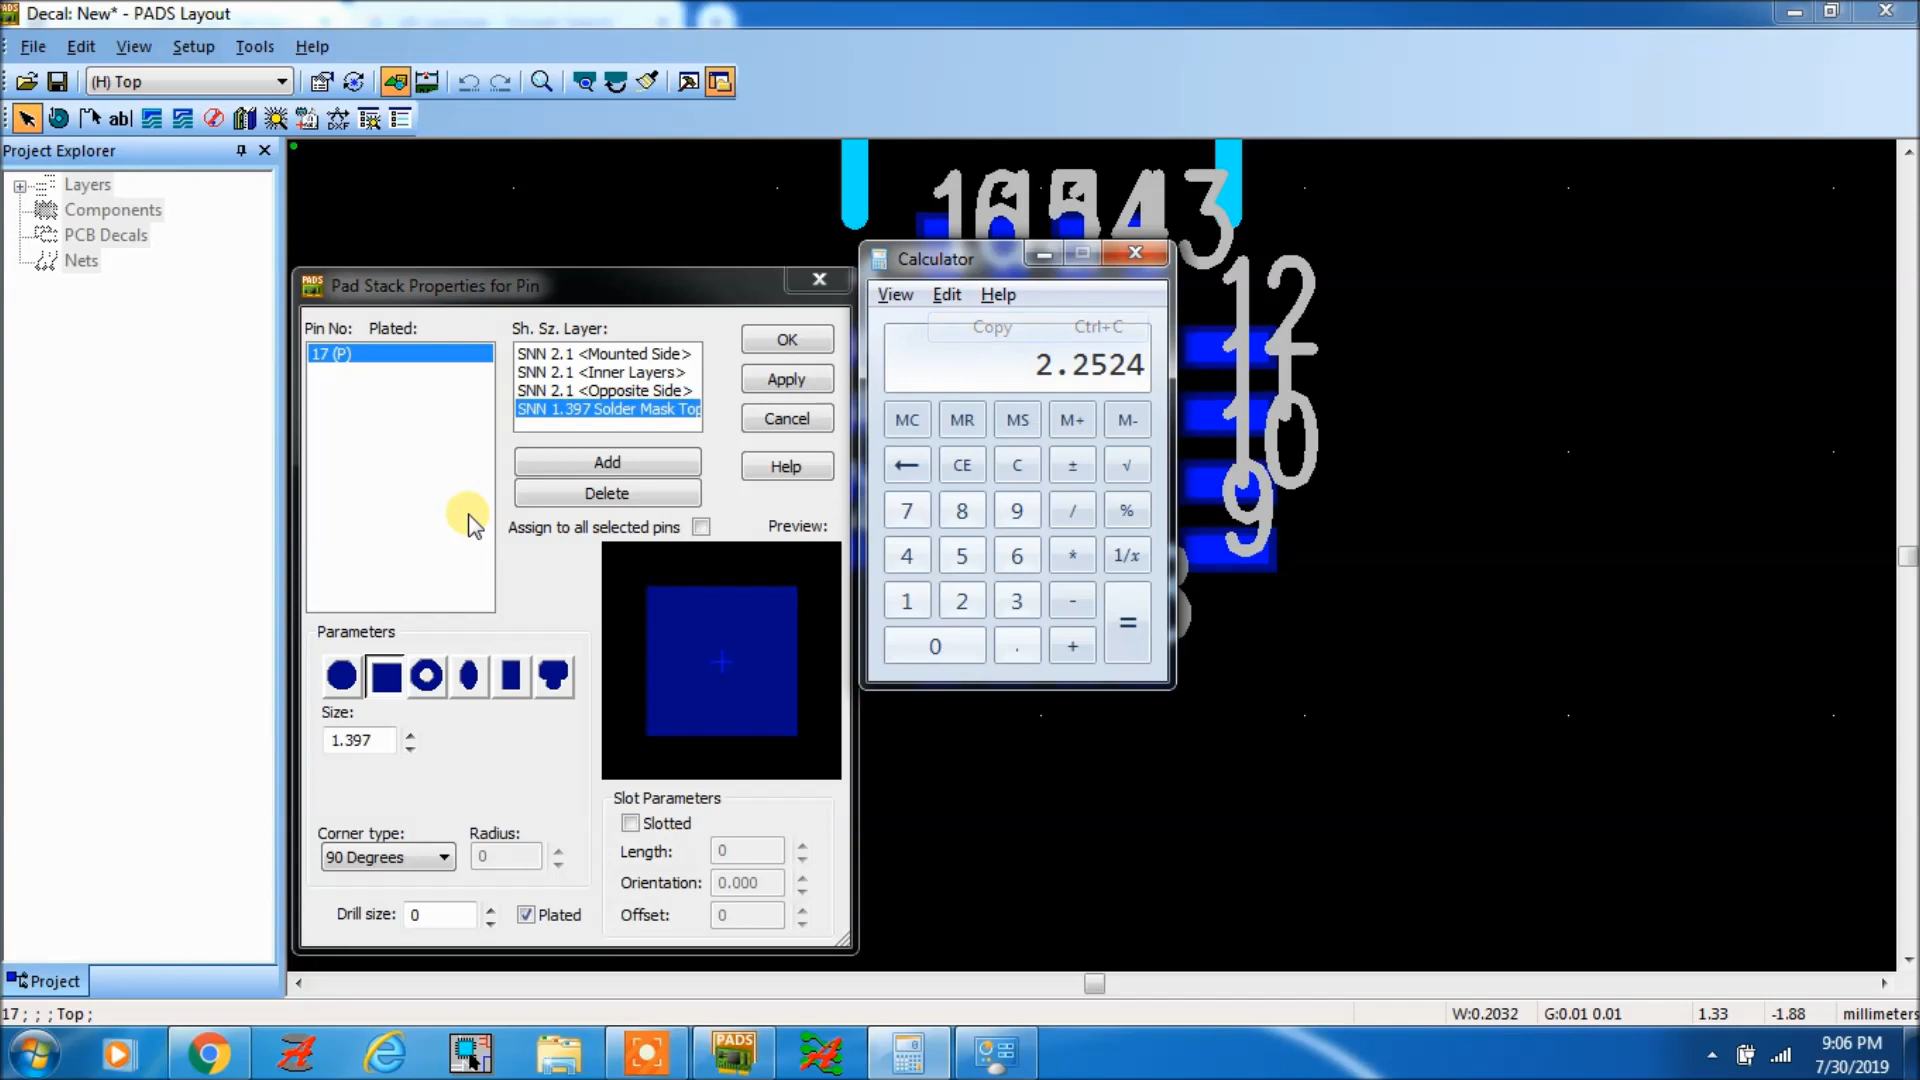 Decal: New* - PADS Layout
File Edit View Setup Tools Help
(H) Top
ab|
DXF
Project Explorer
Layers
Components
PCB Decals
Nets
Project
Pad Stack Properties for Pin
Pin No: Plated:
17 (P)
Sh. Sz. Layer:
SNN 2.1 <Mounted Side>
SNN 2.1 <Inner Layers>
SNN 2.1 <Opposite Side>
SNN 1.397 Solder Mask Top
OK
Apply
Cancel
Help
Add
Delete
Assign to all selected pins
Preview:
Parameters
Size:
1.397
Corner type:
90 Degrees
Radius:
0
Drill size: 0
Plated
Slot Parameters
Slotted
Length: 0
Orientation: 0.000
Offset: 0
Calculator
View Edit Help
Copy Ctrl+C
2.2524
MC MR MS M+ M-
← CE C ± √
7 8 9 / %
4 5 6 * 1/x
1 2 3 - =
0 . +
12
10
9
17 ; ; ; Top ;
W:0.2032 G:0.01 0.01 1.33 -1.88 millimeters
PADS
9:06 PM
7/30/2019